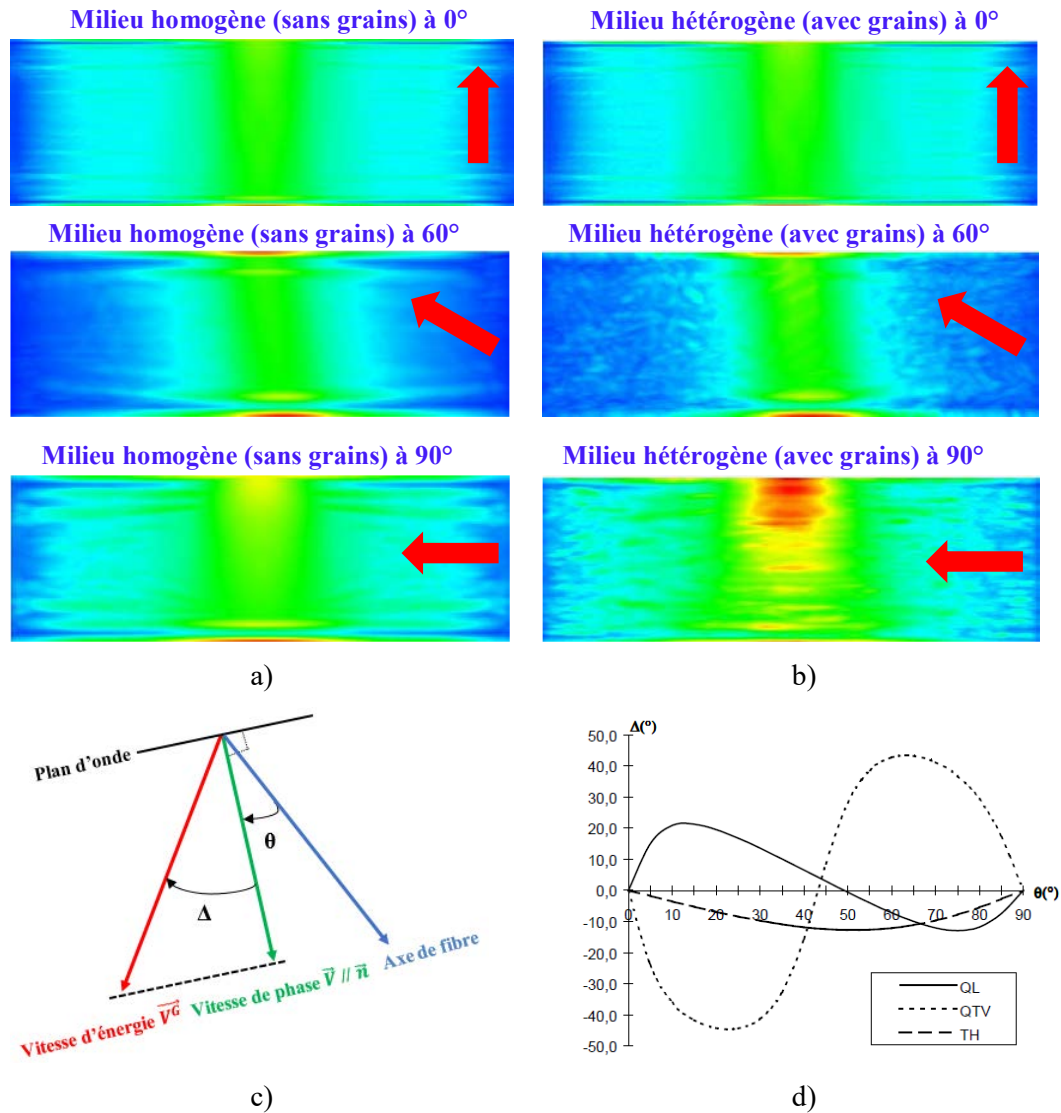 Milieu homogène (sans grains) à 0°
Milieu hétérogène (avec grains) à 0°
Milieu homogène (sans grains) à 60°
Milieu hétérogène (avec grains) à 60°
Milieu homogène (sans grains) à 90°
Milieu hétérogène (avec grains) à 90°
a)
b)
Plan d'onde
θ
Δ
Axe de fibre
Vitesse de phase V⃗ // n⃗
Vitesse d'énergie V^G⃗
c)
Δ(°)
50,0
40,0
30,0
20,0
10,0
0,0
-10,0
-20,0
-30,0
-40,0
-50,0
0 10 20 30 40 50 60 70 80 90
θ(°)
QL
QTV
TH
d)